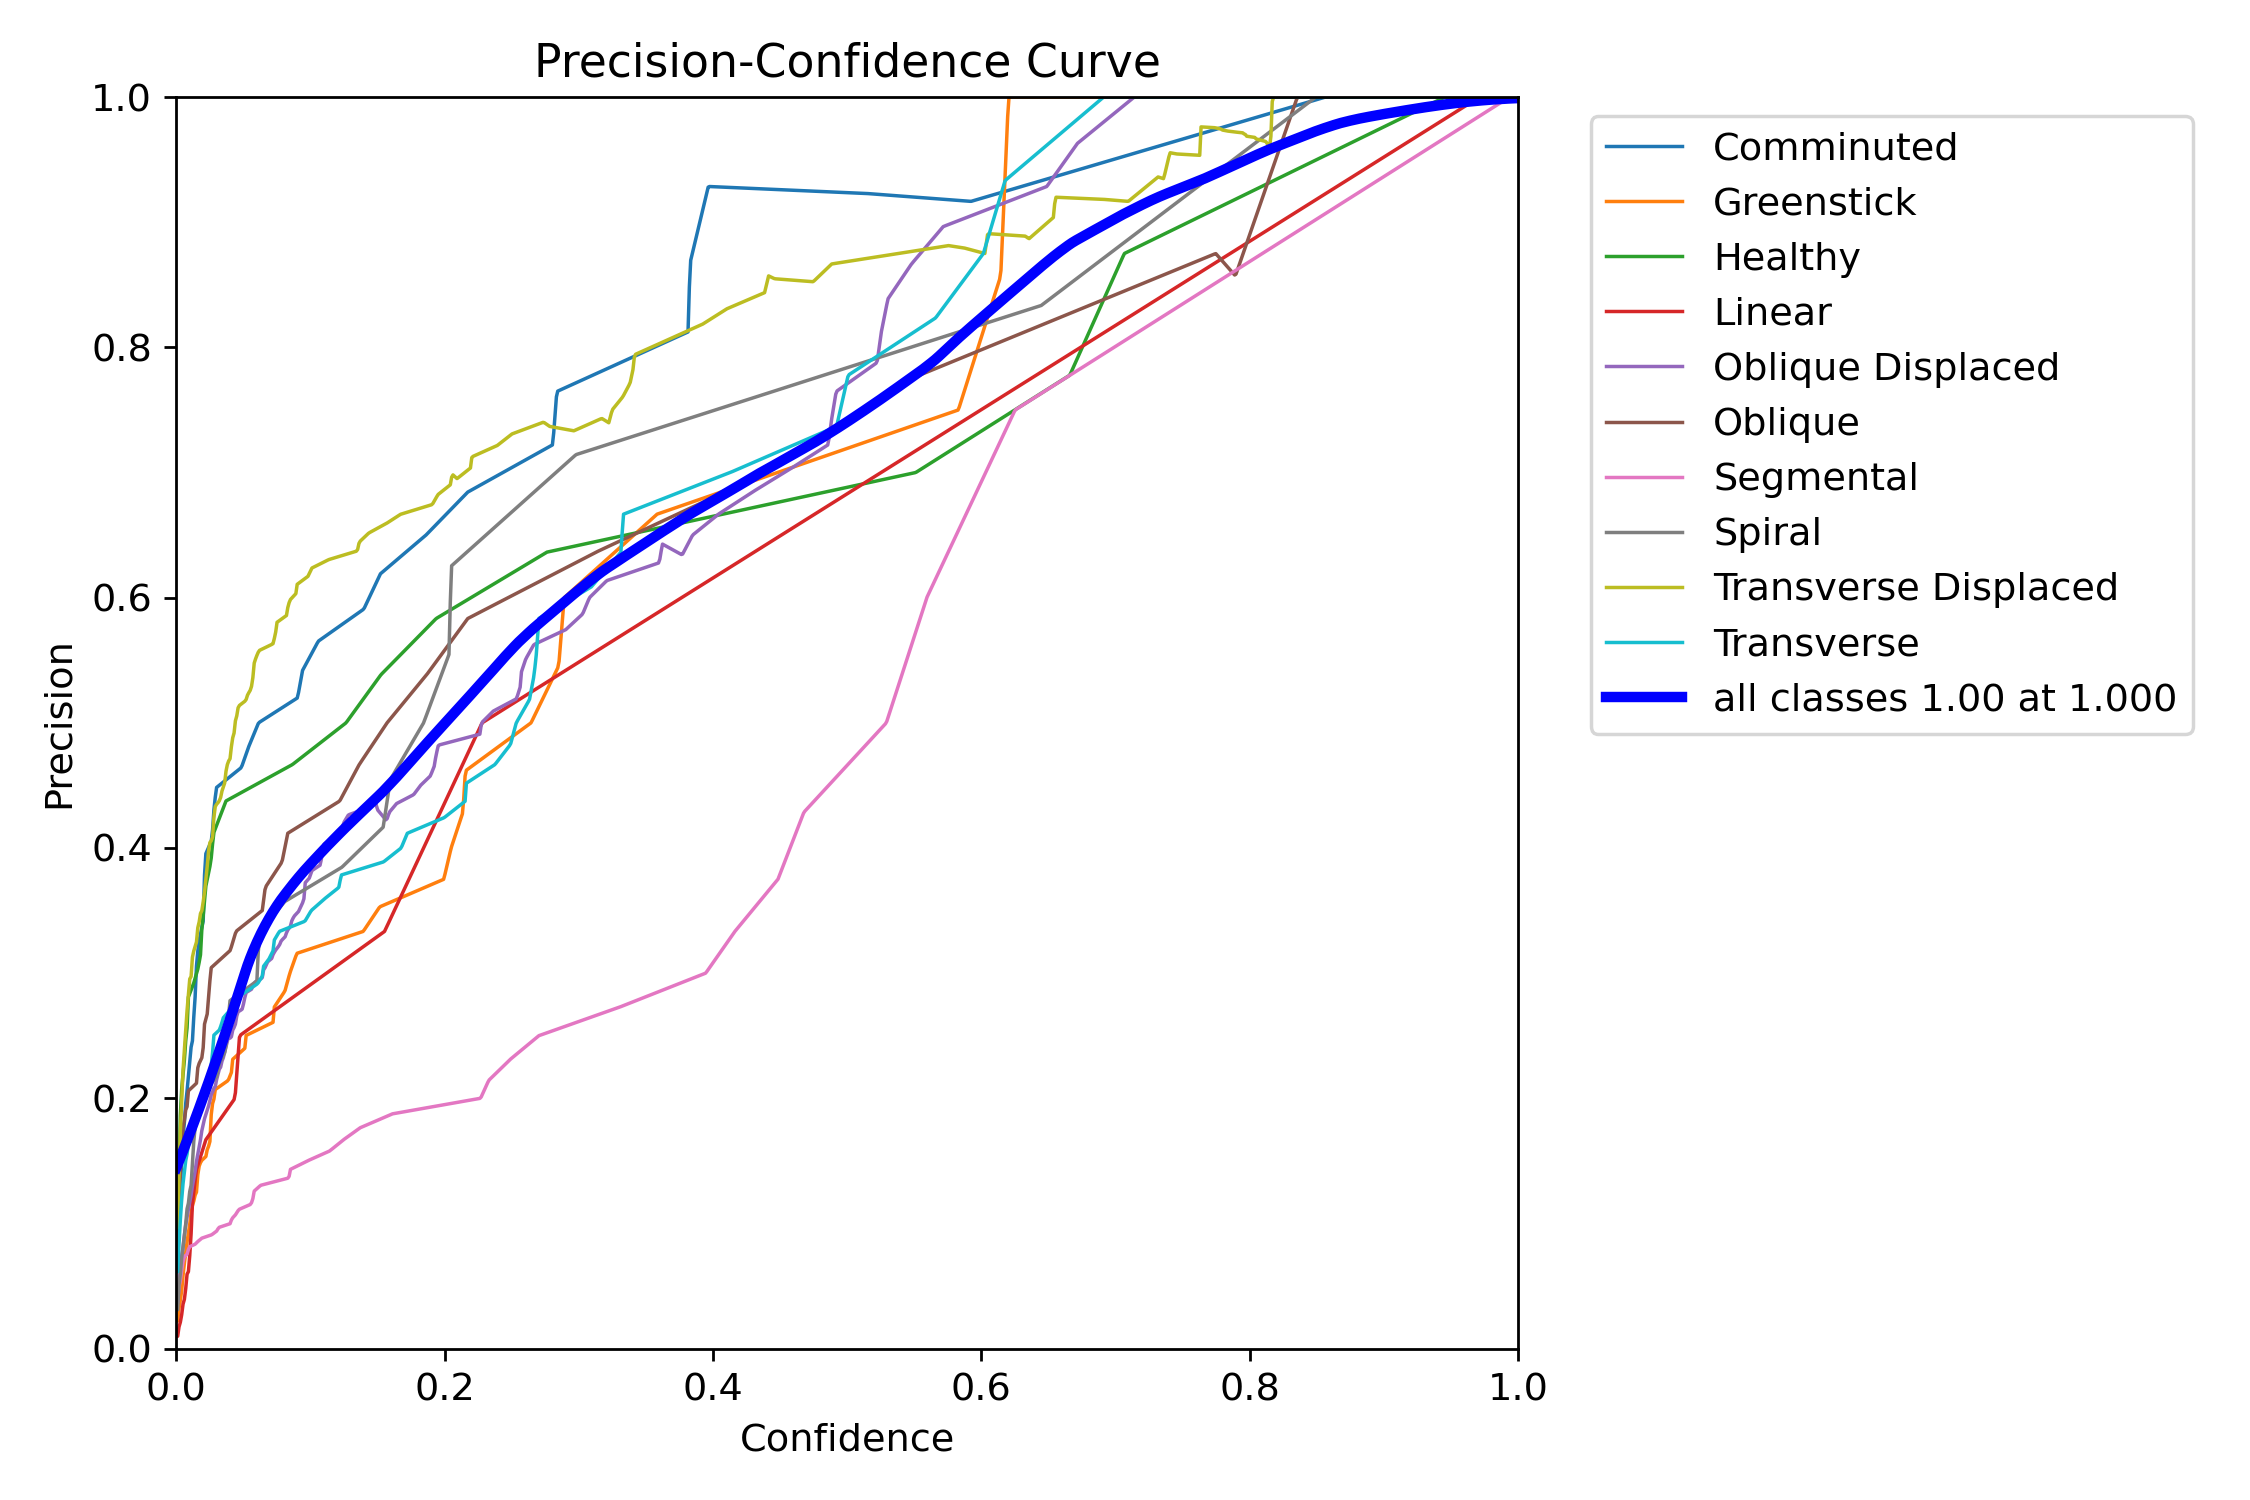 Precision-Confidence Curve
1.0
0.8
0.6
0.4
0.2
0.0
Precision
0.0 0.2 0.4 0.6 0.8 1.0
Confidence
Comminuted
Greenstick
Healthy
Linear
Oblique Displaced
Oblique
Segmental
Spiral
Transverse Displaced
Transverse
all classes 1.00 at 1.000